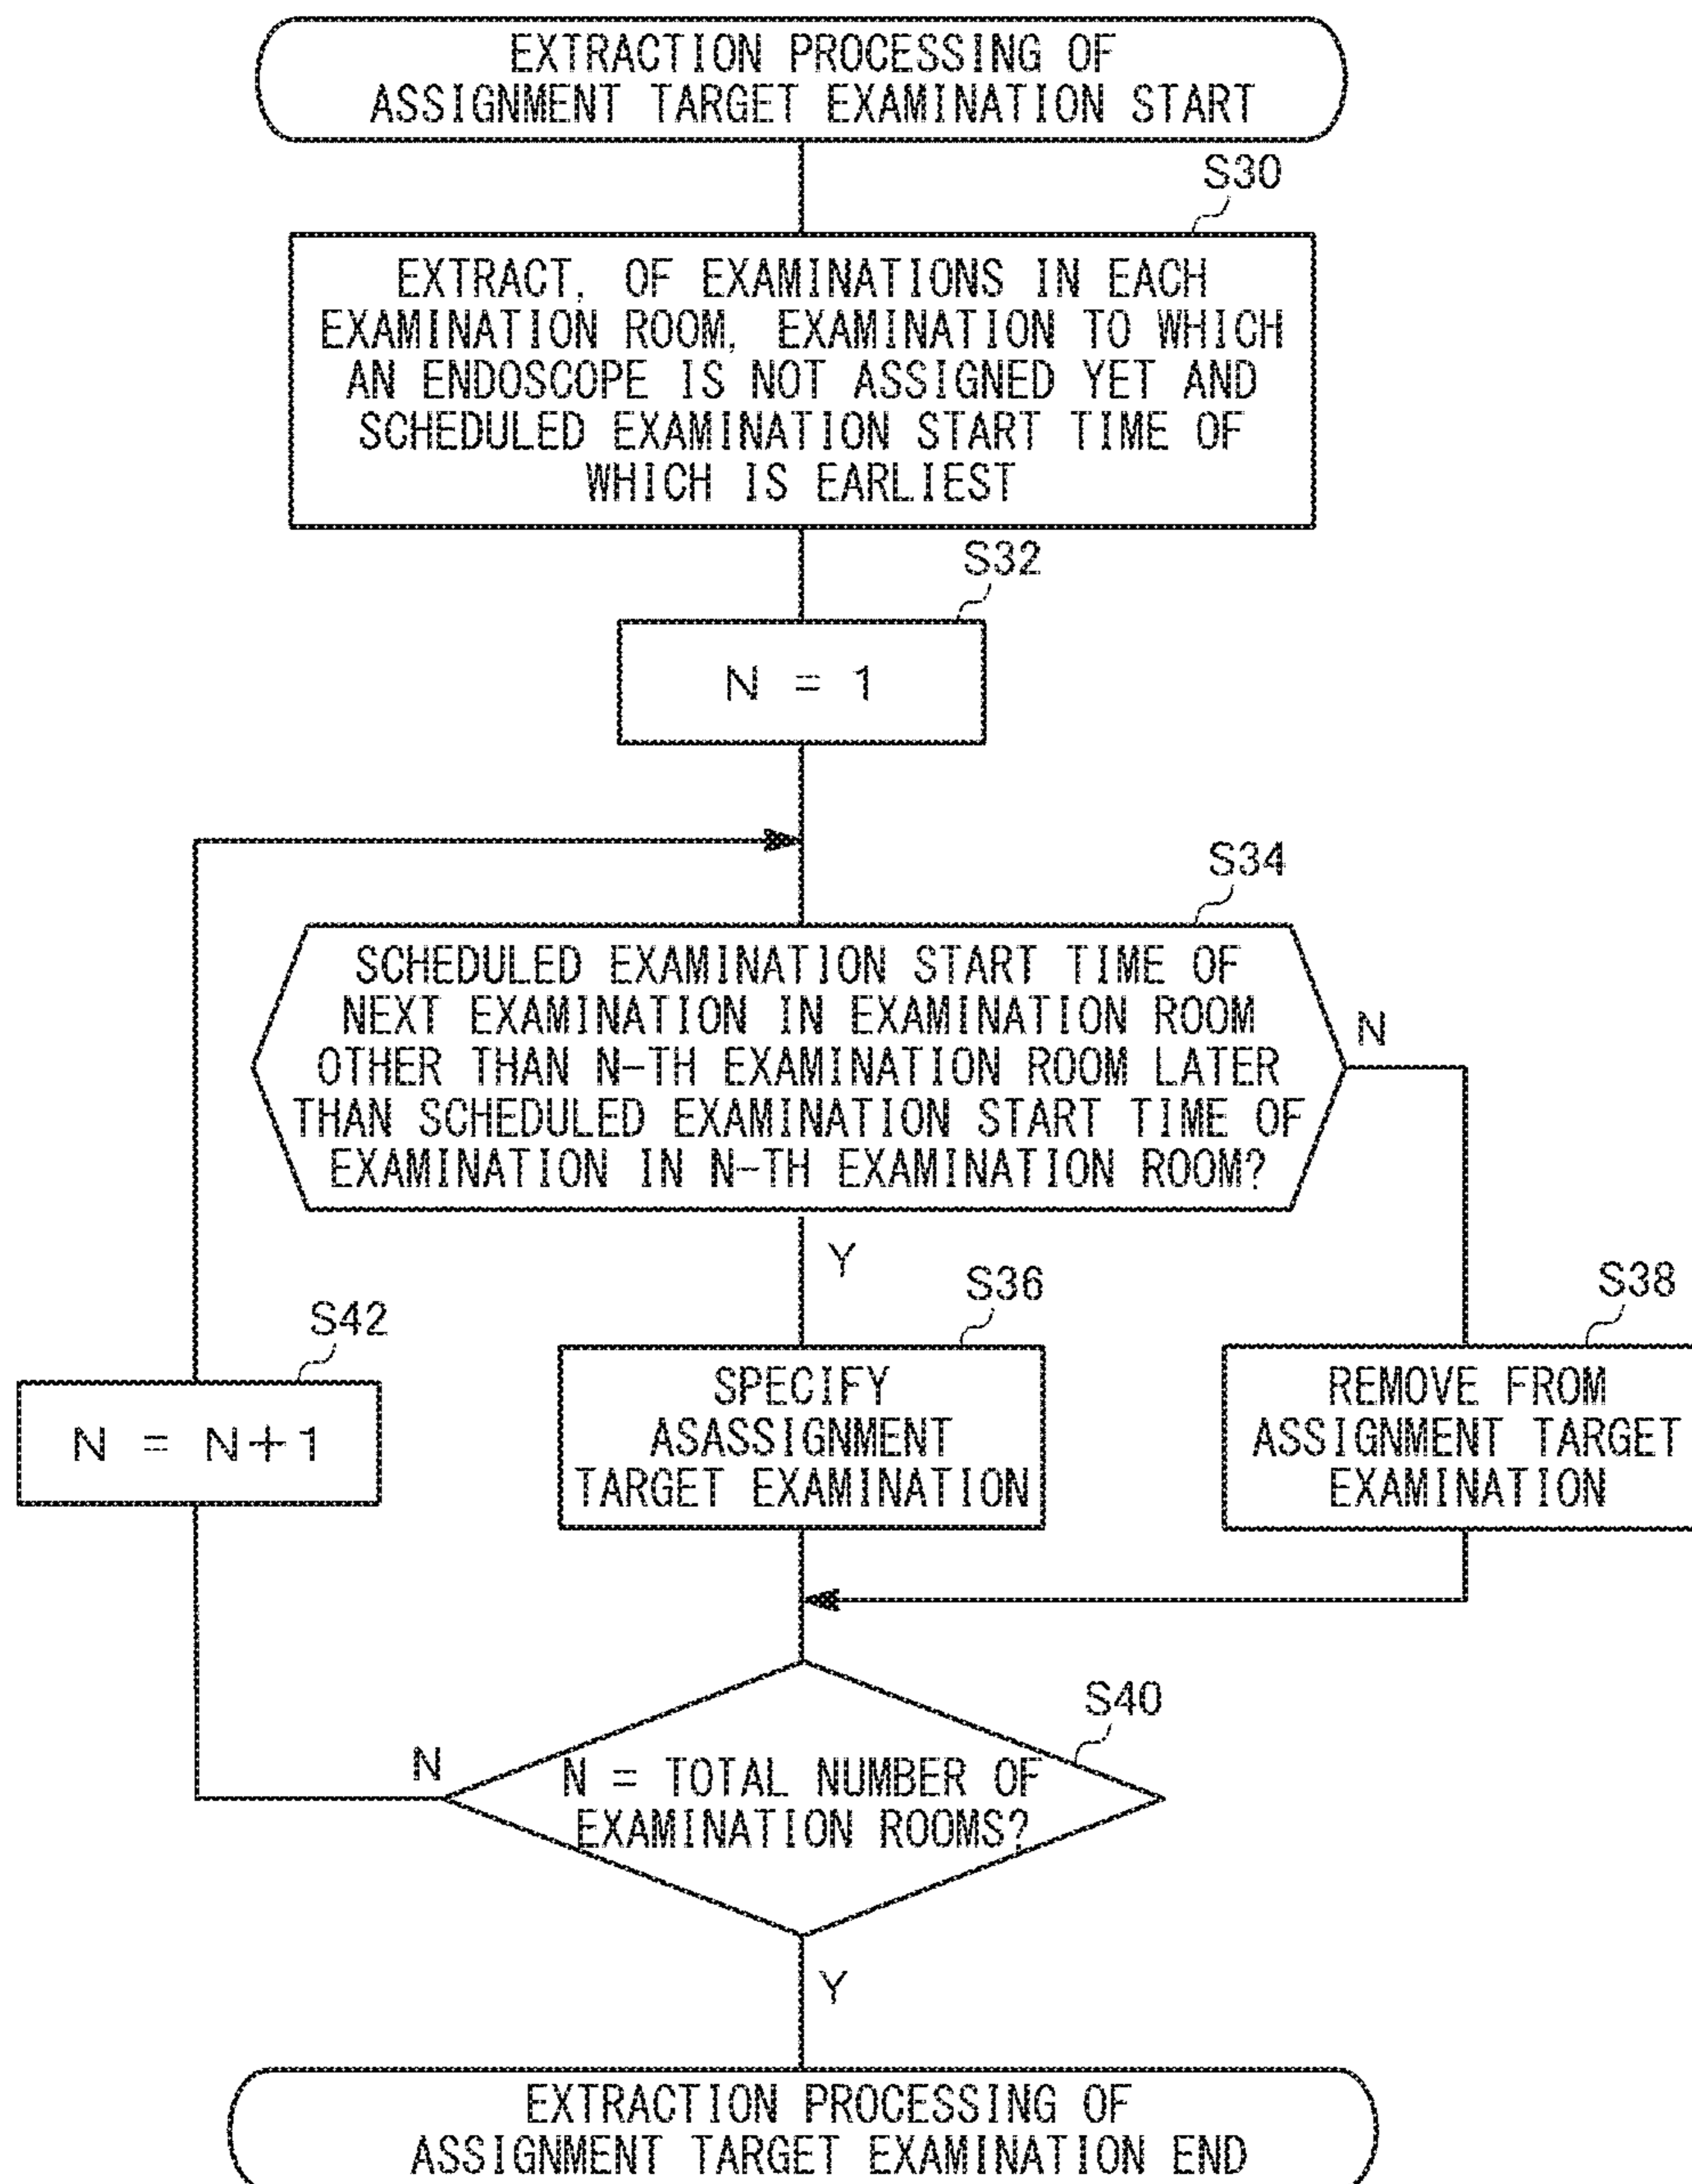 EXTRACTION PROCESSING OF
ASSIGNMENT TARGET EXAMINATION START
S30
EXTRACT, OF EXAMINATIONS IN EACH
EXAMINATION ROOM, EXAMINATION TO WHICH
AN ENDOSCOPE IS NOT ASSIGNED YET AND
SCHEDULED EXAMINATION START TIME OF
WHICH IS EARLIEST
S32
N = 1
S34
SCHEDULED EXAMINATION START TIME OF
NEXT EXAMINATION IN EXAMINATION ROOM
OTHER THAN N-TH EXAMINATION ROOM LATER
THAN SCHEDULED EXAMINATION START TIME OF
EXAMINATION IN N-TH EXAMINATION ROOM?
N
Y
S36
SPECIFY
ASASSIGNMENT
TARGET EXAMINATION
S38
REMOVE FROM
ASSIGNMENT TARGET
EXAMINATION
S42
N = N+1
S40
N = TOTAL NUMBER OF
EXAMINATION ROOMS?
N
Y
EXTRACTION PROCESSING OF
ASSIGNMENT TARGET EXAMINATION END